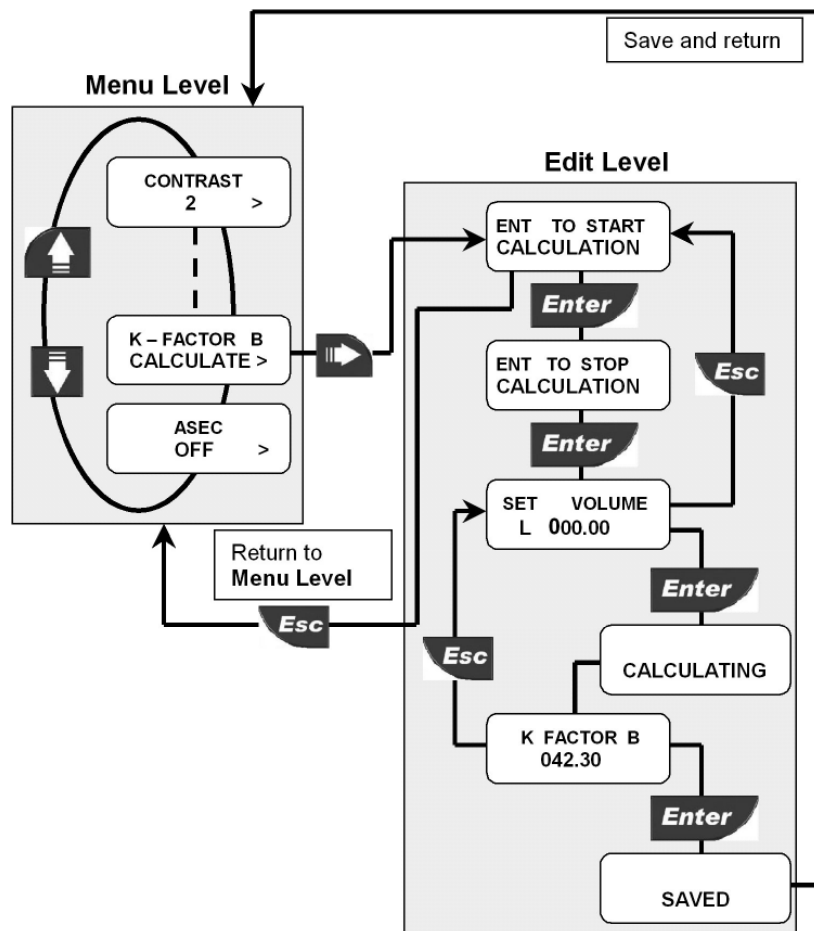 Save and return
Menu Level
CONTRAST
2 >
K – FACTOR B
CALCULATE >
ASEC
OFF >
Return to
Menu Level
Esc
Edit Level
ENT TO START
CALCULATION
Enter
ENT TO STOP
CALCULATION
Enter
Esc
SET VOLUME
L 000.00
Enter
Esc
CALCULATING
K FACTOR B
042.30
Enter
SAVED